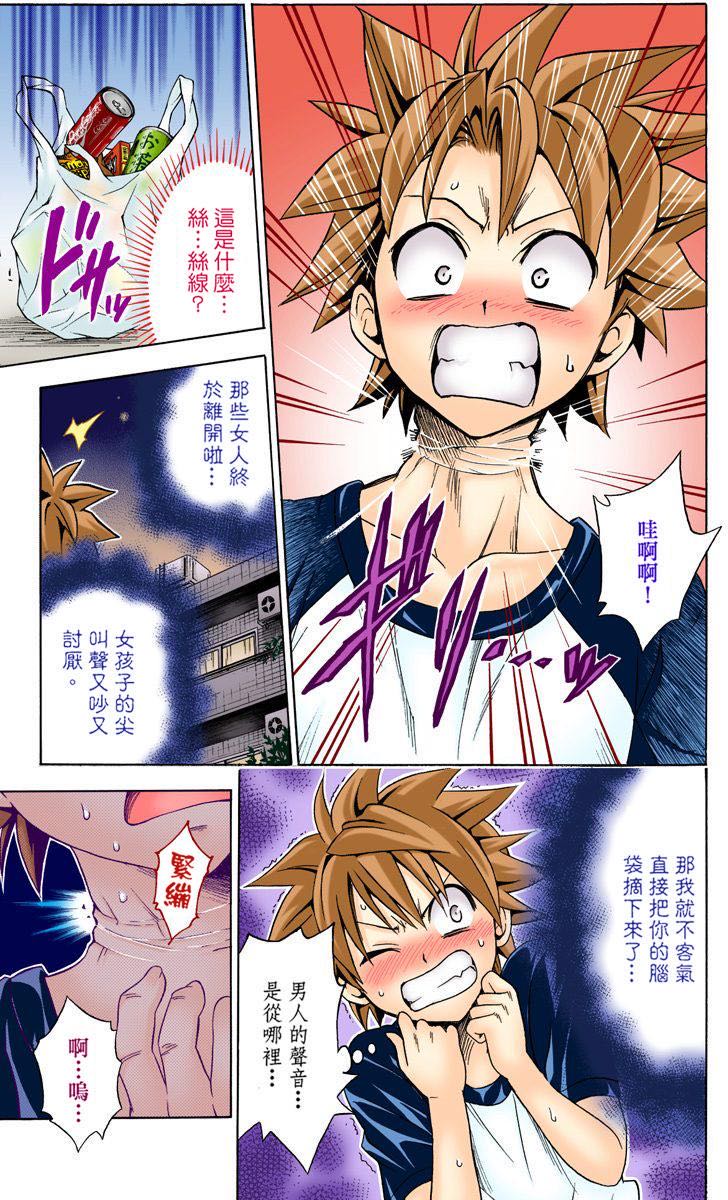 哇啊啊！
ギリ…ッ
這是什麼…
絲…絲線？
ドサッ
お茶
那些女人終
於離開啦…
女孩子的尖
叫聲又吵又
討厭。
那我就不客氣
直接把你的腦
袋摘下來了…
男人的聲音…
是從哪裡…
緊繃
啊…嗚…